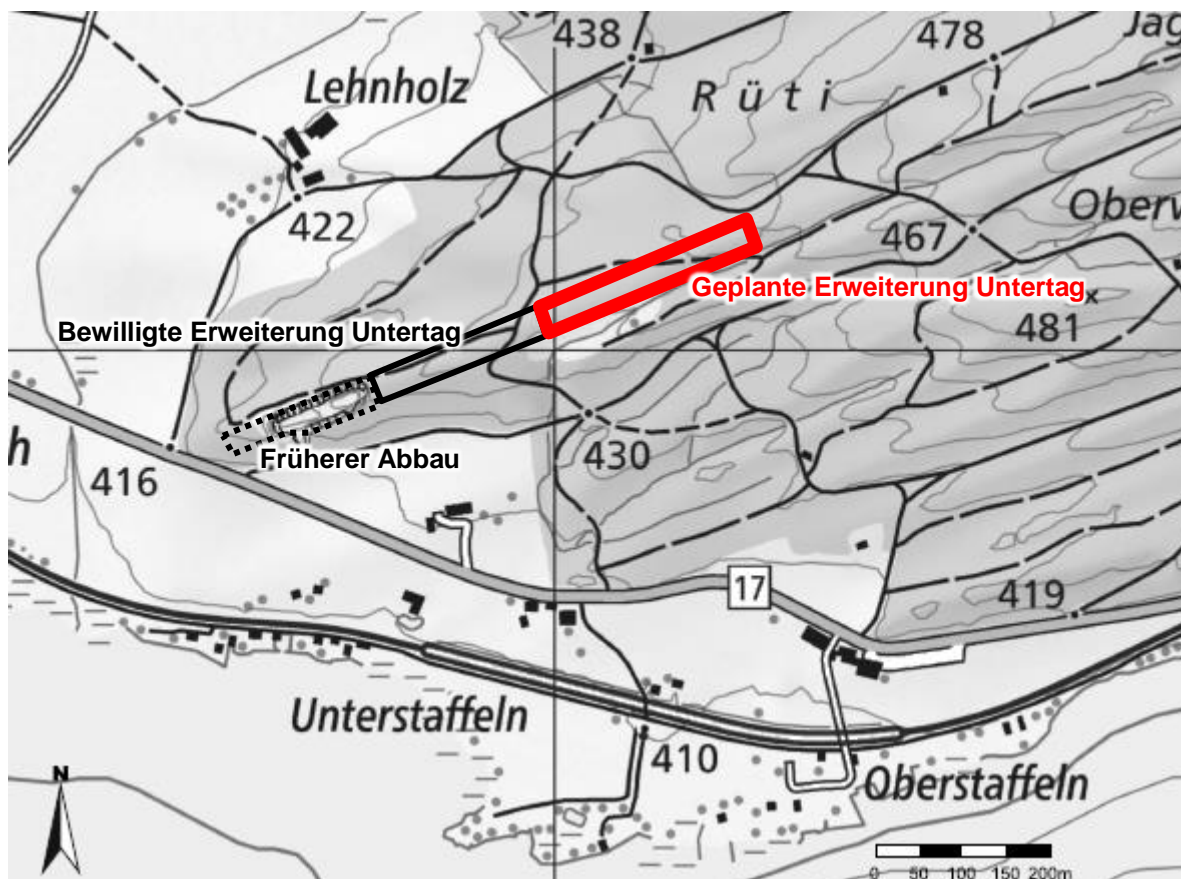 438
478
Jag
Lehnholz
Rüti
422
467
Oberw
Geplante Erweiterung Untertag
Bewilligte Erweiterung Untertag
481
h
Früherer Abbau
430
416
17
419
Unterstaffeln
410
Oberstaffeln
N
0 50 100 150 200m